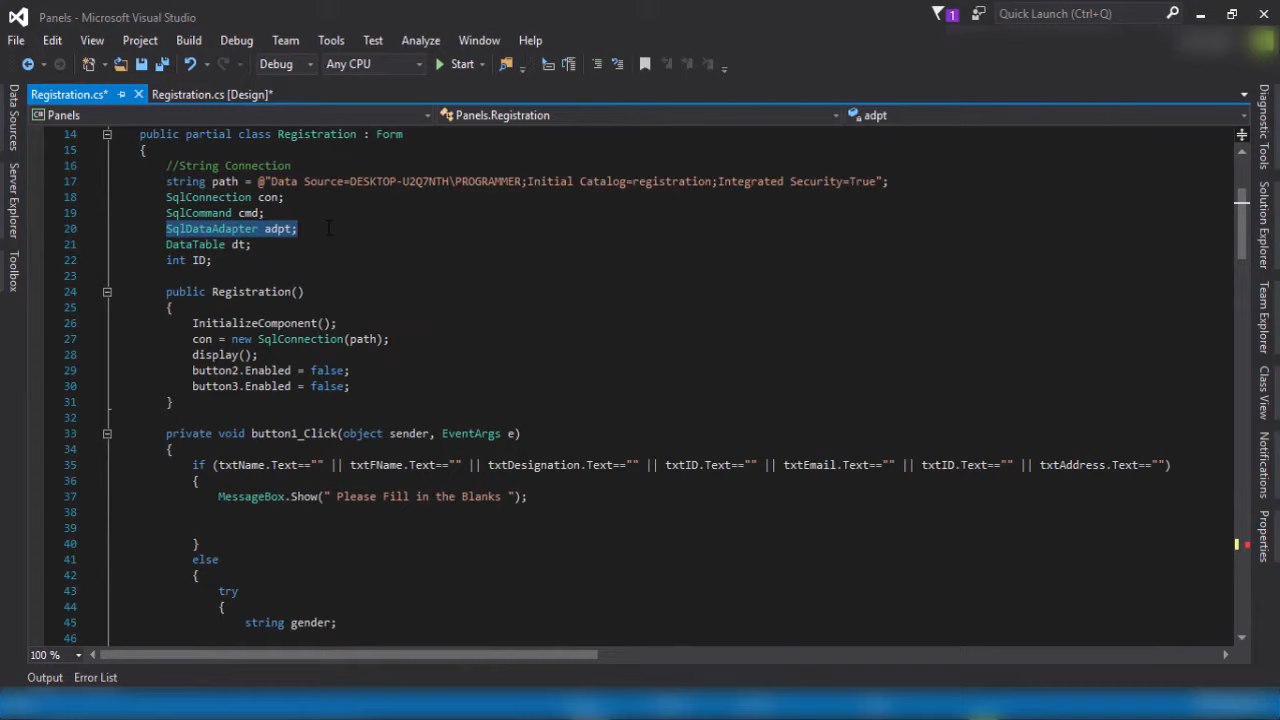 Panels - Microsoft Visual Studio
1
Quick Launch (Ctrl+Q)
File Edit View Project Build Debug Team Tools Test Analyze Window Help
Debug Any CPU Start
Registration.cs* Registration.cs [Design]*
Panels Panels.Registration adpt
14 public partial class Registration : Form
15 {
16 //String Connection
17 string path = @"Data Source=DESKTOP-U2Q7NTH\PROGRAMMER;Initial Catalog=registration;Integrated Security=True";
18 SqlConnection con;
19 SqlCommand cmd;
20 SqlDataAdapter adpt;
21 DataTable dt;
22 int ID;
23
24 public Registration()
25 {
26 InitializeComponent();
27 con = new SqlConnection(path);
28 display();
29 button2.Enabled = false;
30 button3.Enabled = false;
31 }
32
33 private void button1_Click(object sender, EventArgs e)
34 {
35 if (txtName.Text=="" || txtFName.Text=="" || txtDesignation.Text=="" || txtID.Text=="" || txtEmail.Text=="" || txtID.Text=="" || txtAddress.Text=="")
36 {
37 MessageBox.Show(" Please Fill in the Blanks ");
38
39
40 }
41 else
42 {
43 try
44 {
45 string gender;
46
100 %
Output Error List
Data Sources
Server Explorer
Toolbox
Diagnostic Tools
Solution Explorer
Team Explorer
Class View
Notifications
Properties